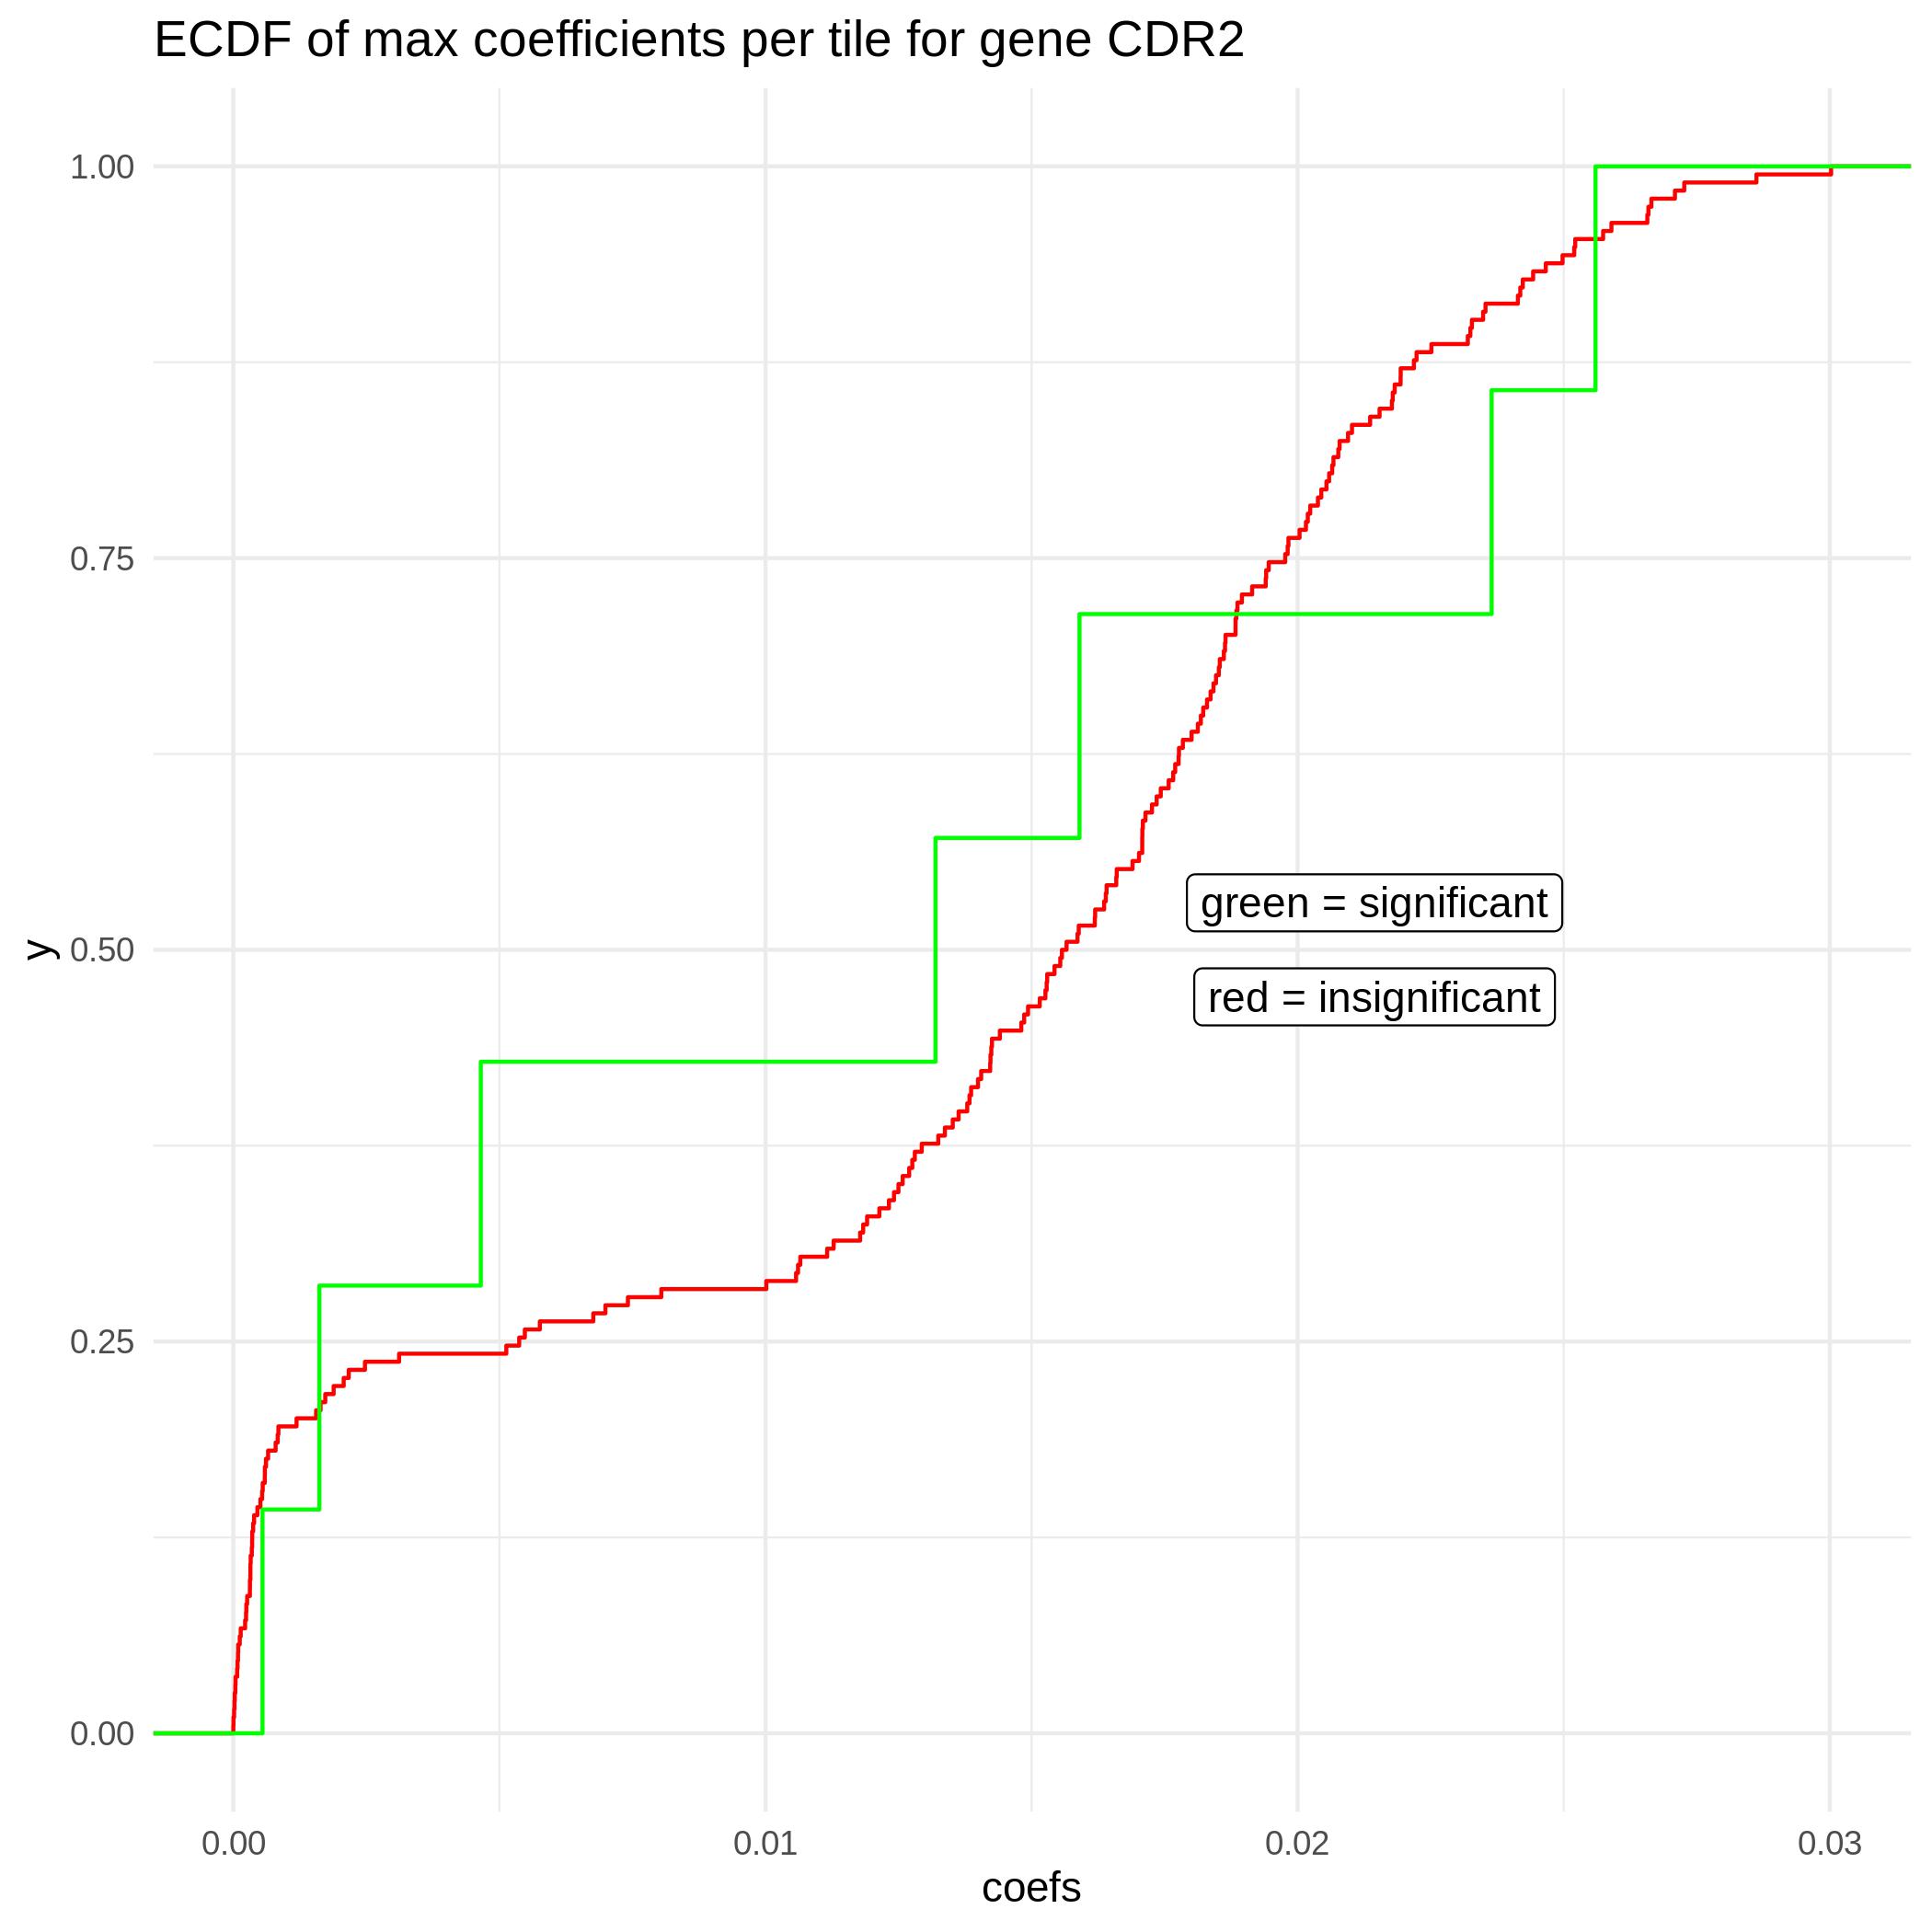 ECDF of max coefficients per tile for gene CDR2
1.00
0.75
0.50
0.25
0.00
y
green = significant
red = insignificant
0.00 0.01 0.02 0.03
coefs